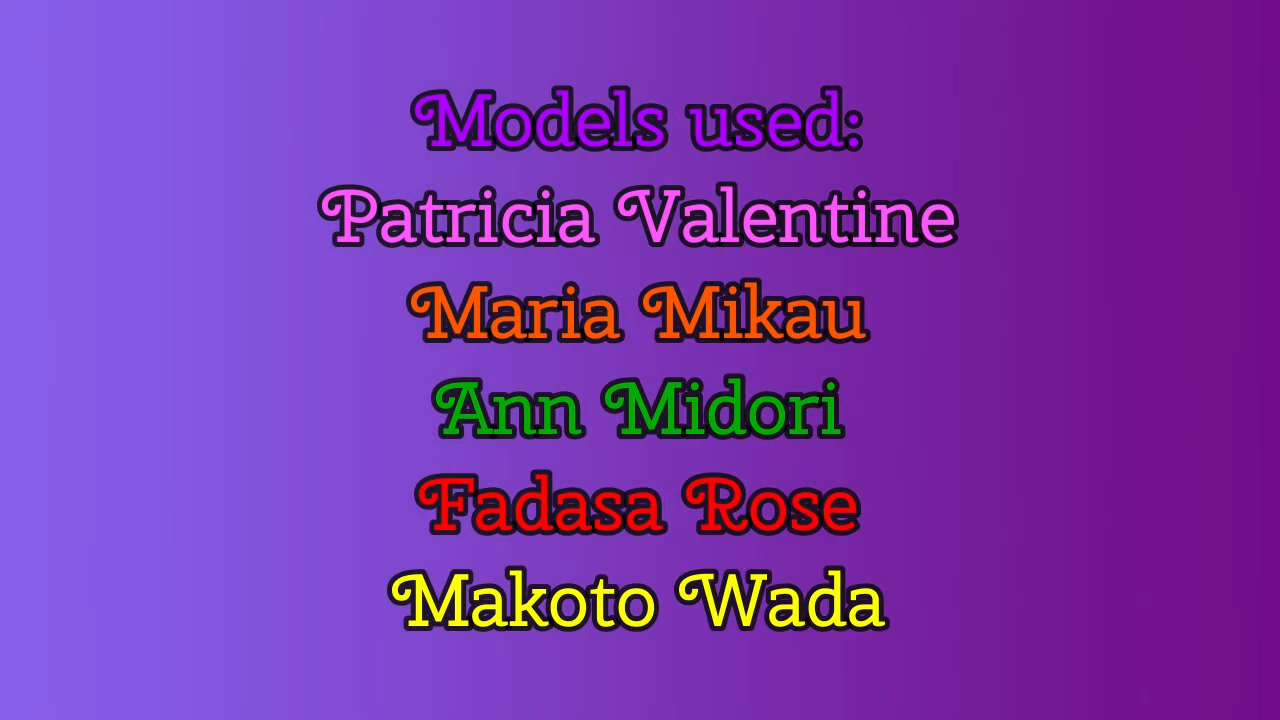 Models used:
Patricia Valentine
Maria Mikau
Ann Midori
Fadasa Rose
Makoto Wada